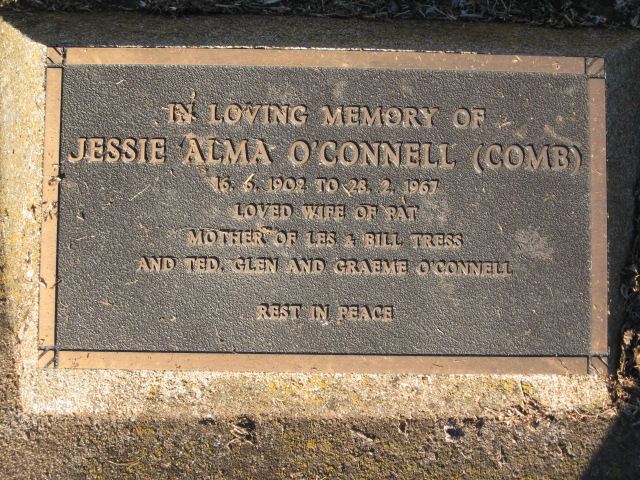 IN LOVING MEMORY OF
JESSIE ALMA O'CONNELL (COMB)
16. 6. 1902 TO 28. 2. 1967
LOVED WIFE OF PAT
MOTHER OF LES & BILL TRESS
AND TED, GLEN AND GRAEME O'CONNELL
REST IN PEACE